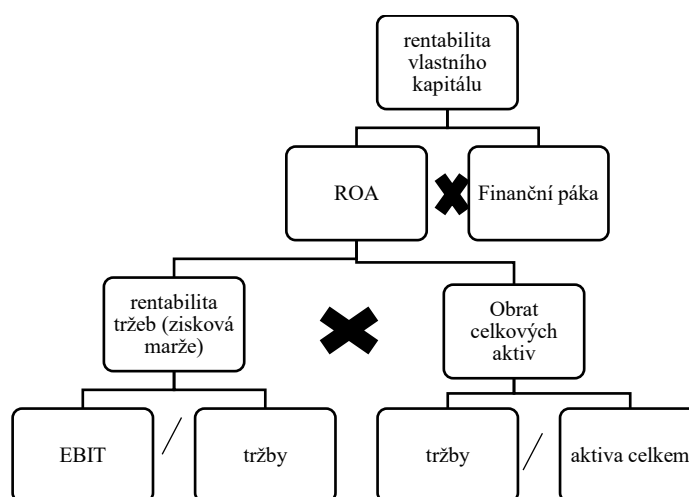 rentabilita
vlastního
kapitálu
ROA
Finanční páka
rentabilita
tržeb (zisková
marže)
Obrat
celkových
aktiv
EBIT
/
tržby
tržby
/
aktiva celkem